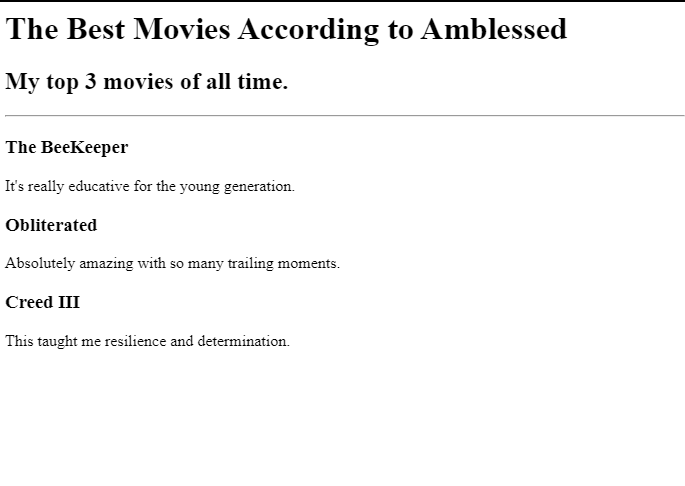 The Best Movies According to Amblessed
My top 3 movies of all time.
The BeeKeeper
It's really educative for the young generation.
Obliterated
Absolutely amazing with so many trailing moments.
Creed III
This taught me resilience and determination.